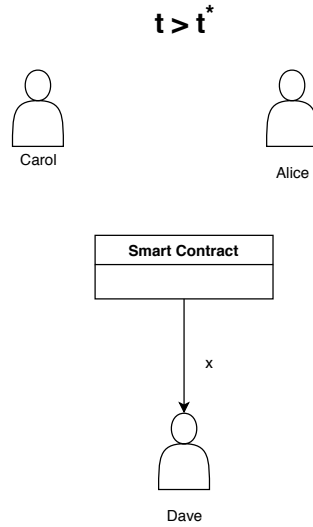 t > t*
Carol
Alice
Smart Contract
x
Dave